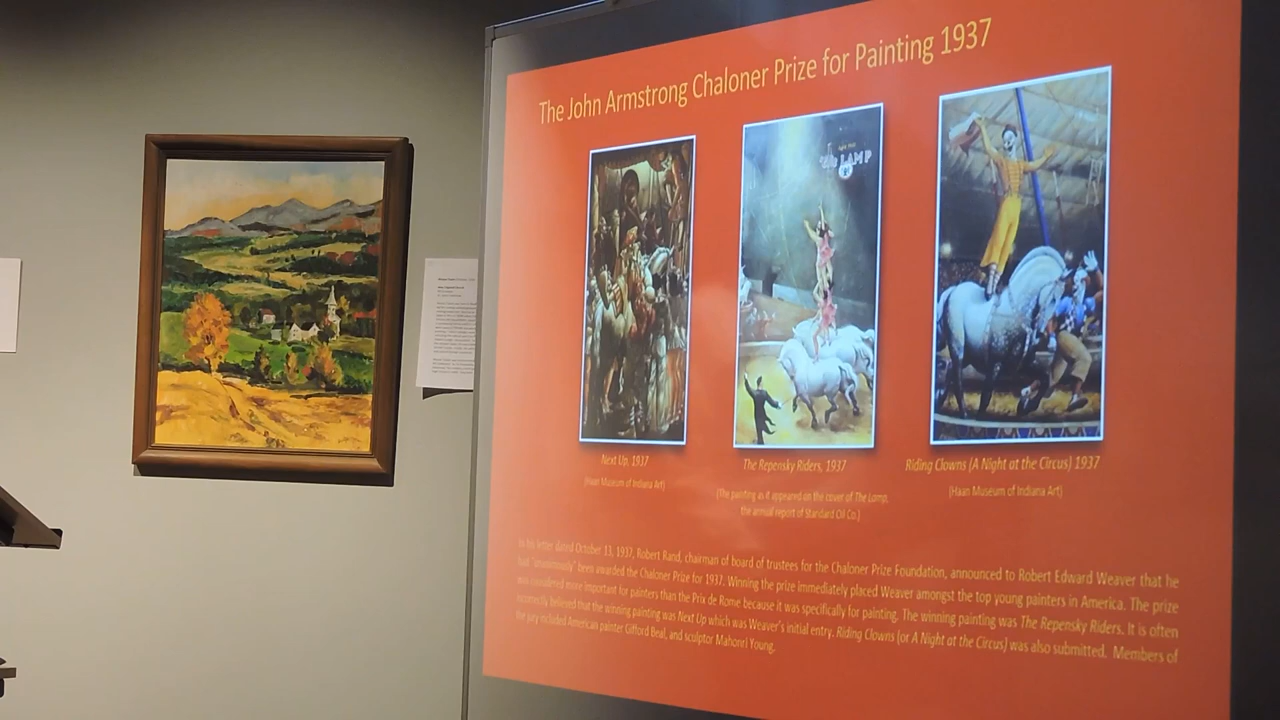 The John Armstrong Chaloner Prize for Painting 1937
The LAMP
Next Up, 1937
(Haan Museum of Indiana Art)
The Repensky Riders, 1937
(The painting as it appeared on the cover of The Lamp,
the annual report of Standard Oil Co.)
Riding Clowns (A Night at the Circus) 1937
(Haan Museum of Indiana Art)
In his letter dated October 13, 1937, Robert Rand, chairman of board of trustees for the Chaloner Prize Foundation, announced to Robert Edward Weaver that he
had "unanimously" been awarded the Chaloner Prize for 1937. Winning the prize immediately placed Weaver amongst the top young painters in America. The prize
was considered more important for painters than the Prix de Rome because it was specifically for painting. The winning painting was The Repensky Riders. It is often
incorrectly believed that the winning painting was Next Up which was Weaver's initial entry. Riding Clowns (or A Night at the Circus) was also submitted. Members of
the jury included American painter Gifford Beal, and sculptor Mahonri Young.